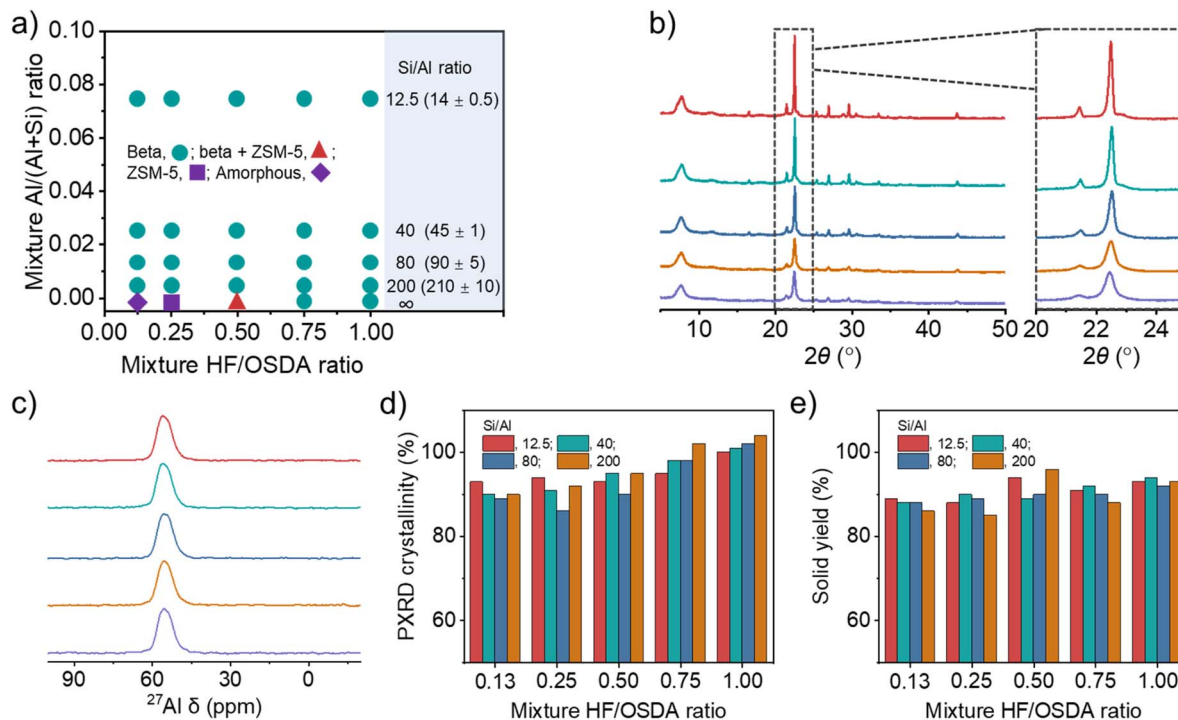 a)
0.10
0.08
0.06
0.04
0.02
0.00
Mixture Al/(Al+Si) ratio
Si/Al ratio
12.5 (14 ± 0.5)
Beta, ; beta + ZSM-5, ;
ZSM-5, ; Amorphous,
40 (45 ± 1)
80 (90 ± 5)
200 (210 ± 10)
∞
0.00 0.25 0.50 0.75 1.00
Mixture HF/OSDA ratio
b)
5 10 20 30 40 50
2θ (°)
20 22 24
2θ (°)
c)
90 60 30 0
²⁷Al δ (ppm)
d)
Si/Al
, 12.5; , 40;
, 80; , 200
100
80
60
PXRD crystallinity (%)
0.13 0.25 0.50 0.75 1.00
Mixture HF/OSDA ratio
e)
Si/Al
, 12.5; , 40;
, 80; , 200
100
80
60
Solid yield (%)
0.13 0.25 0.50 0.75 1.00
Mixture HF/OSDA ratio